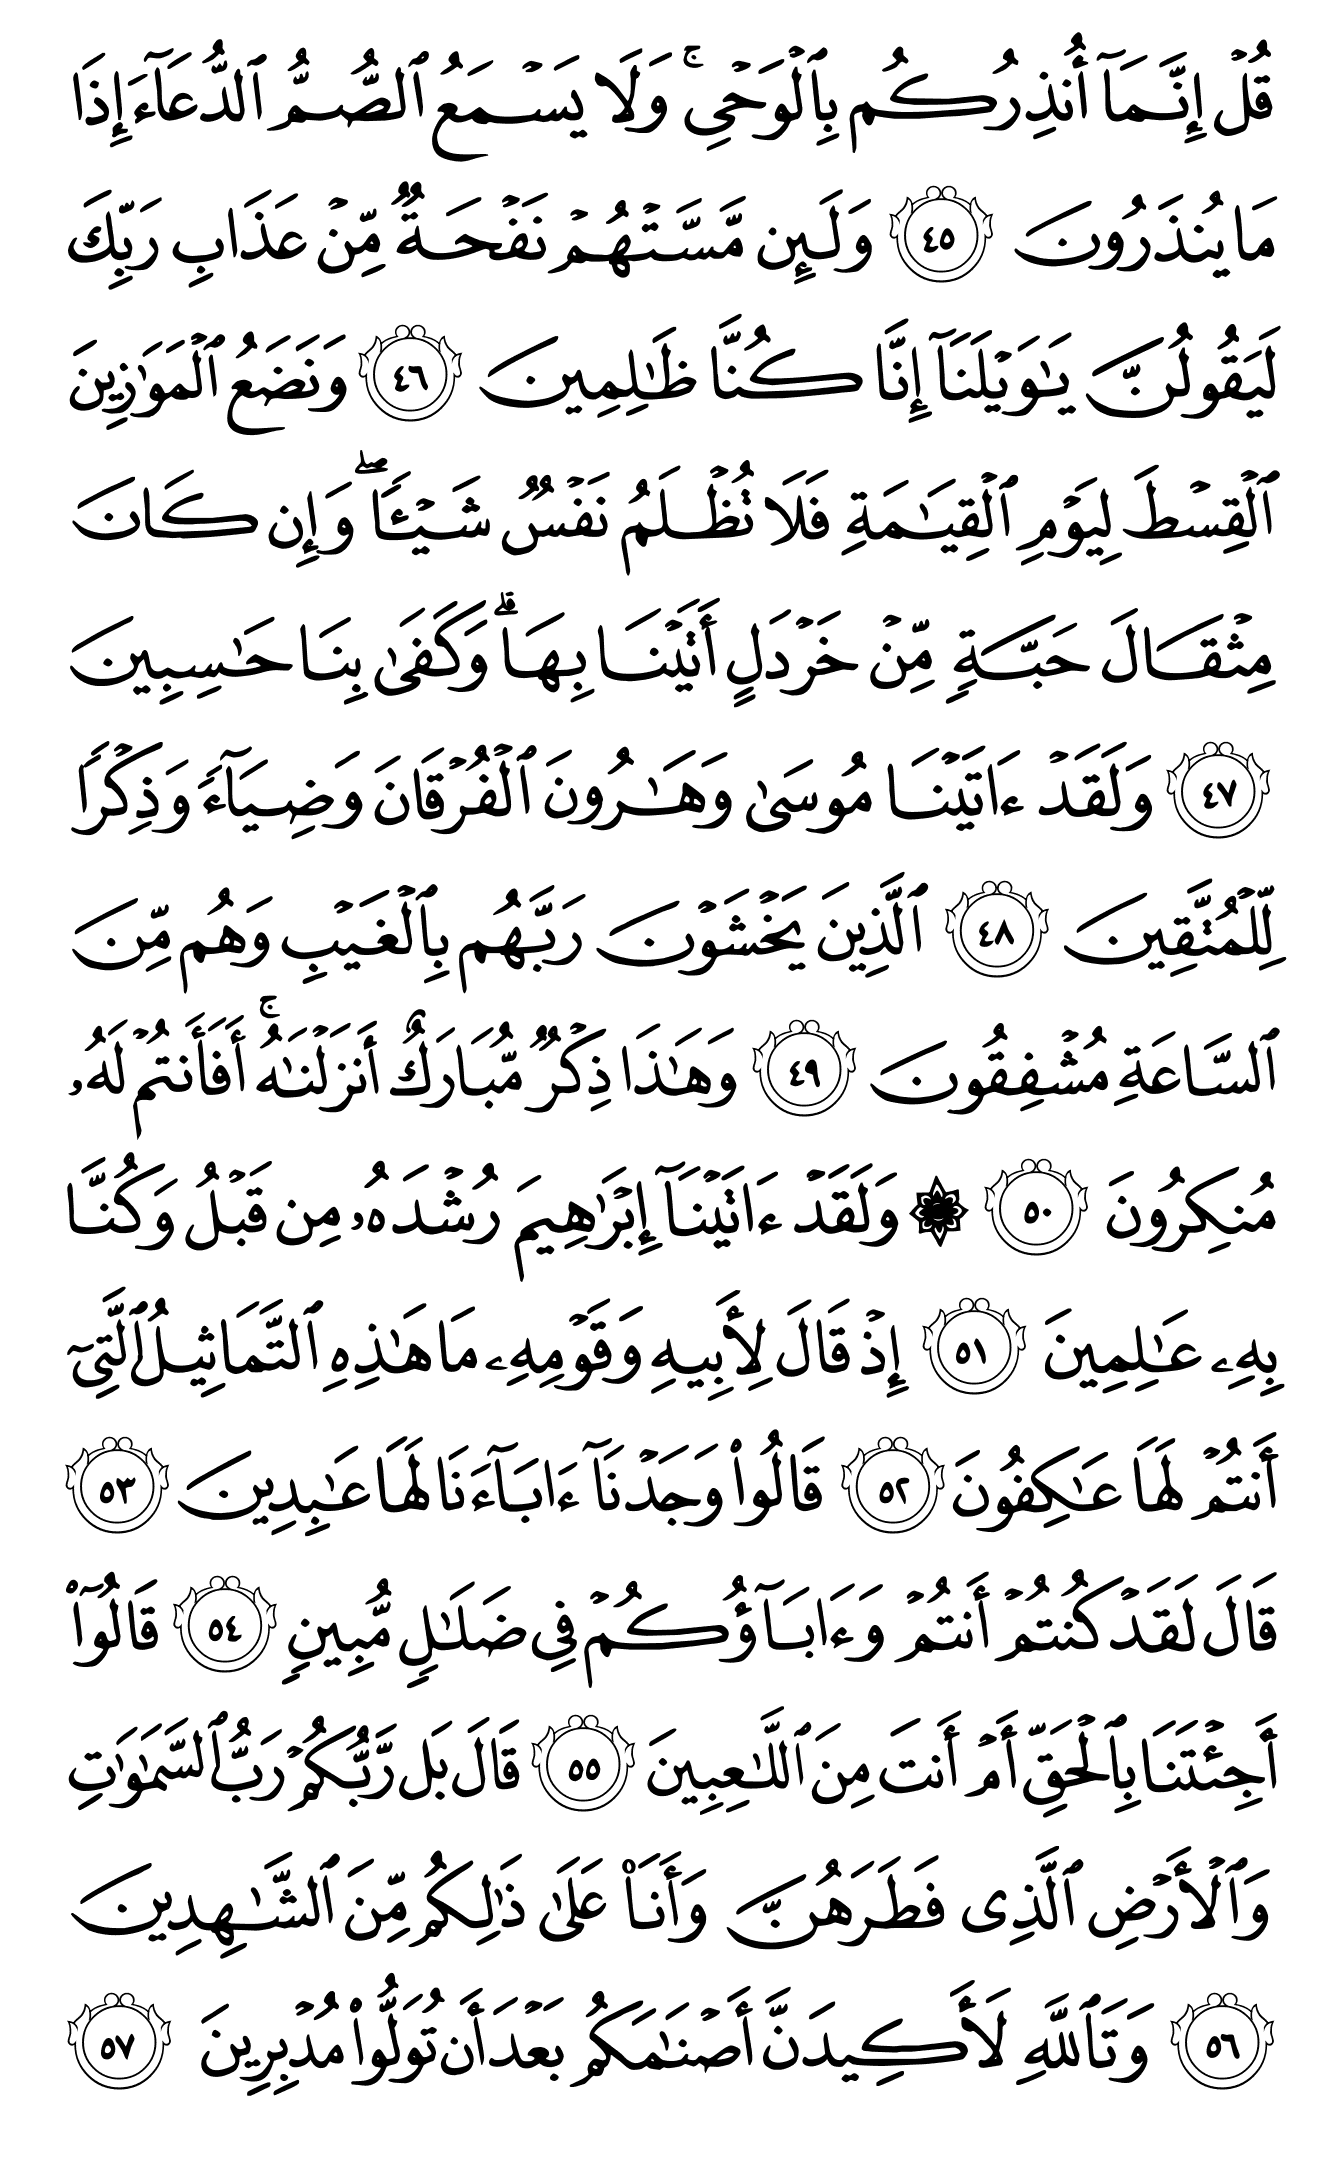 قُلۡ إِنَّمَآ أُنذِرُكُم بِٱلۡوَحۡيِۚ وَلَا يَسۡمَعُ ٱلصُّمُّ ٱلدُّعَآءَ إِذَا
مَا يُنذَرُونَ ٤٥ وَلَئِن مَّسَّتۡهُمۡ نَفۡحَةٞ مِّنۡ عَذَابِ رَبِّكَ
لَيَقُولُنَّ يَٰوَيۡلَنَآ إِنَّا كُنَّا ظَٰلِمِينَ ٤٦ وَنَضَعُ ٱلۡمَوَٰزِينَ
ٱلۡقِسۡطَ لِيَوۡمِ ٱلۡقِيَٰمَةِ فَلَا تُظۡلَمُ نَفۡسٞ شَيۡـٔٗاۖ وَإِن كَانَ
مِثۡقَالَ حَبَّةٖ مِّنۡ خَرۡدَلٍ أَتَيۡنَا بِهَاۗ وَكَفَىٰ بِنَا حَٰسِبِينَ
٤٧ وَلَقَدۡ ءَاتَيۡنَا مُوسَىٰ وَهَٰرُونَ ٱلۡفُرۡقَانَ وَضِيَآءٗ وَذِكۡرٗا
لِّلۡمُتَّقِينَ ٤٨ ٱلَّذِينَ يَخۡشَوۡنَ رَبَّهُم بِٱلۡغَيۡبِ وَهُم مِّنَ
ٱلسَّاعَةِ مُشۡفِقُونَ ٤٩ وَهَٰذَا ذِكۡرٞ مُّبَارَكٌ أَنزَلۡنَٰهُۚ أَفَأَنتُمۡ لَهُۥ
مُنكِرُونَ ٥٠ ۞ وَلَقَدۡ ءَاتَيۡنَآ إِبۡرَٰهِيمَ رُشۡدَهُۥ مِن قَبۡلُ وَكُنَّا
بِهِۦ عَٰلِمِينَ ٥١ إِذۡ قَالَ لِأَبِيهِ وَقَوۡمِهِۦ مَا هَٰذِهِ ٱلتَّمَاثِيلُ ٱلَّتِيٓ
أَنتُمۡ لَهَا عَٰكِفُونَ ٥٢ قَالُواْ وَجَدۡنَآ ءَابَآءَنَا لَهَا عَٰبِدِينَ ٥٣
قَالَ لَقَدۡ كُنتُمۡ أَنتُمۡ وَءَابَآؤُكُمۡ فِي ضَلَٰلٖ مُّبِينٖ ٥٤ قَالُوٓاْ
أَجِئۡتَنَا بِٱلۡحَقِّ أَمۡ أَنتَ مِنَ ٱللَّٰعِبِينَ ٥٥ قَالَ بَل رَّبُّكُمۡ رَبُّ ٱلسَّمَٰوَٰتِ
وَٱلۡأَرۡضِ ٱلَّذِي فَطَرَهُنَّ وَأَنَا۠ عَلَىٰ ذَٰلِكُم مِّنَ ٱلشَّٰهِدِينَ
٥٦ وَتَٱللَّهِ لَأَكِيدَنَّ أَصۡنَٰمَكُم بَعۡدَ أَن تُوَلُّواْ مُدۡبِرِينَ ٥٧